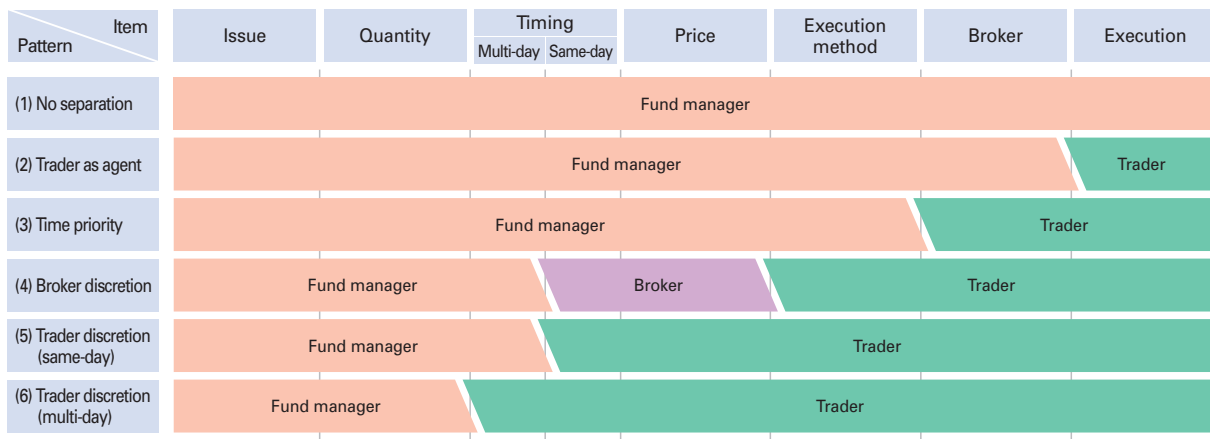 Item
Pattern
Issue
Quantity
Timing
Multi-day Same-day
Price
Execution
method
Broker
Execution
(1) No separation
Fund manager
(2) Trader as agent
Fund manager
Trader
(3) Time priority
Fund manager
Trader
(4) Broker discretion
Fund manager
Broker
Trader
(5) Trader discretion
(same-day)
Fund manager
Trader
(6) Trader discretion
(multi-day)
Fund manager
Trader